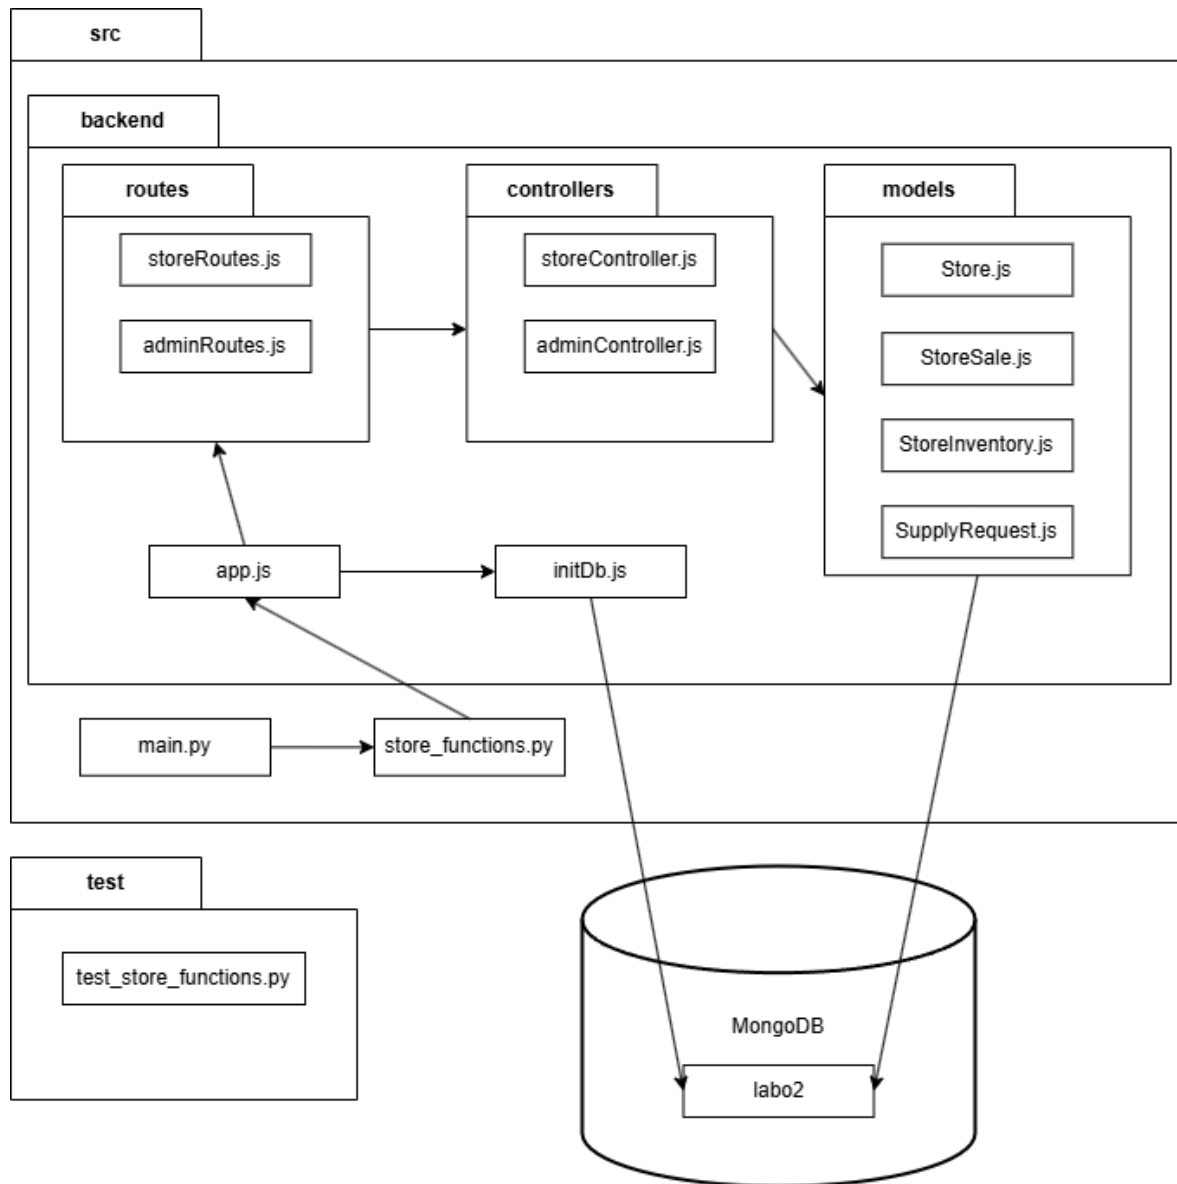 src
backend
routes
controllers
models
storeRoutes.js
storeController.js
Store.js
adminRoutes.js
adminController.js
StoreSale.js
StoreInventory.js
SupplyRequest.js
app.js
initDb.js
main.py
store_functions.py
test
test_store_functions.py
MongoDB
labo2